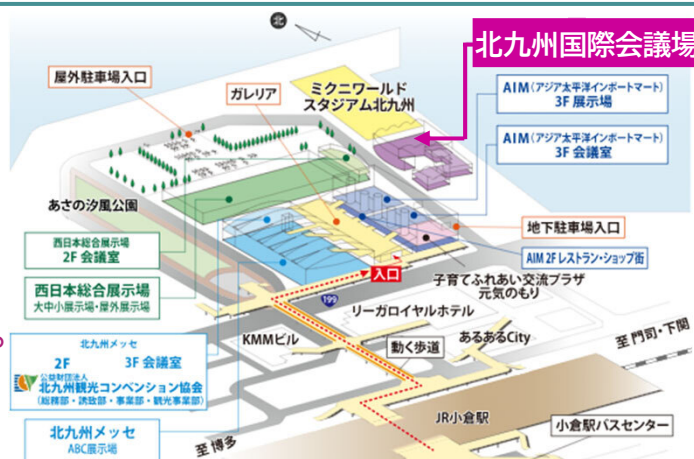 北
北九州国際会議場
屋外駐車場入口
ガレリア
ミクニワールド
スタジアム北九州
AIM(アジア太平洋インポートマート)
3F 展示場
AIM(アジア太平洋インポートマート)
3F 会議室
あさの汐風公園
地下駐車場入口
西日本総合展示場
2F 会議室
AIM 2Fレストラン・ショップ街
入口
子育てふれあい交流プラザ
元気のもり
西日本総合展示場
大中小展示場・屋外展示場
199
リーガロイヤルホテル
北九州メッセ
2F 3F 会議室
公益財団法人
北九州観光コンベンション協会
(総務部・誘致部・事業部・観光事業部)
KMMビル
動く歩道
あるあるCity
至 門司・下関
北九州メッセ
ABC展示場
至 博多
JR小倉駅
小倉駅バスセンター